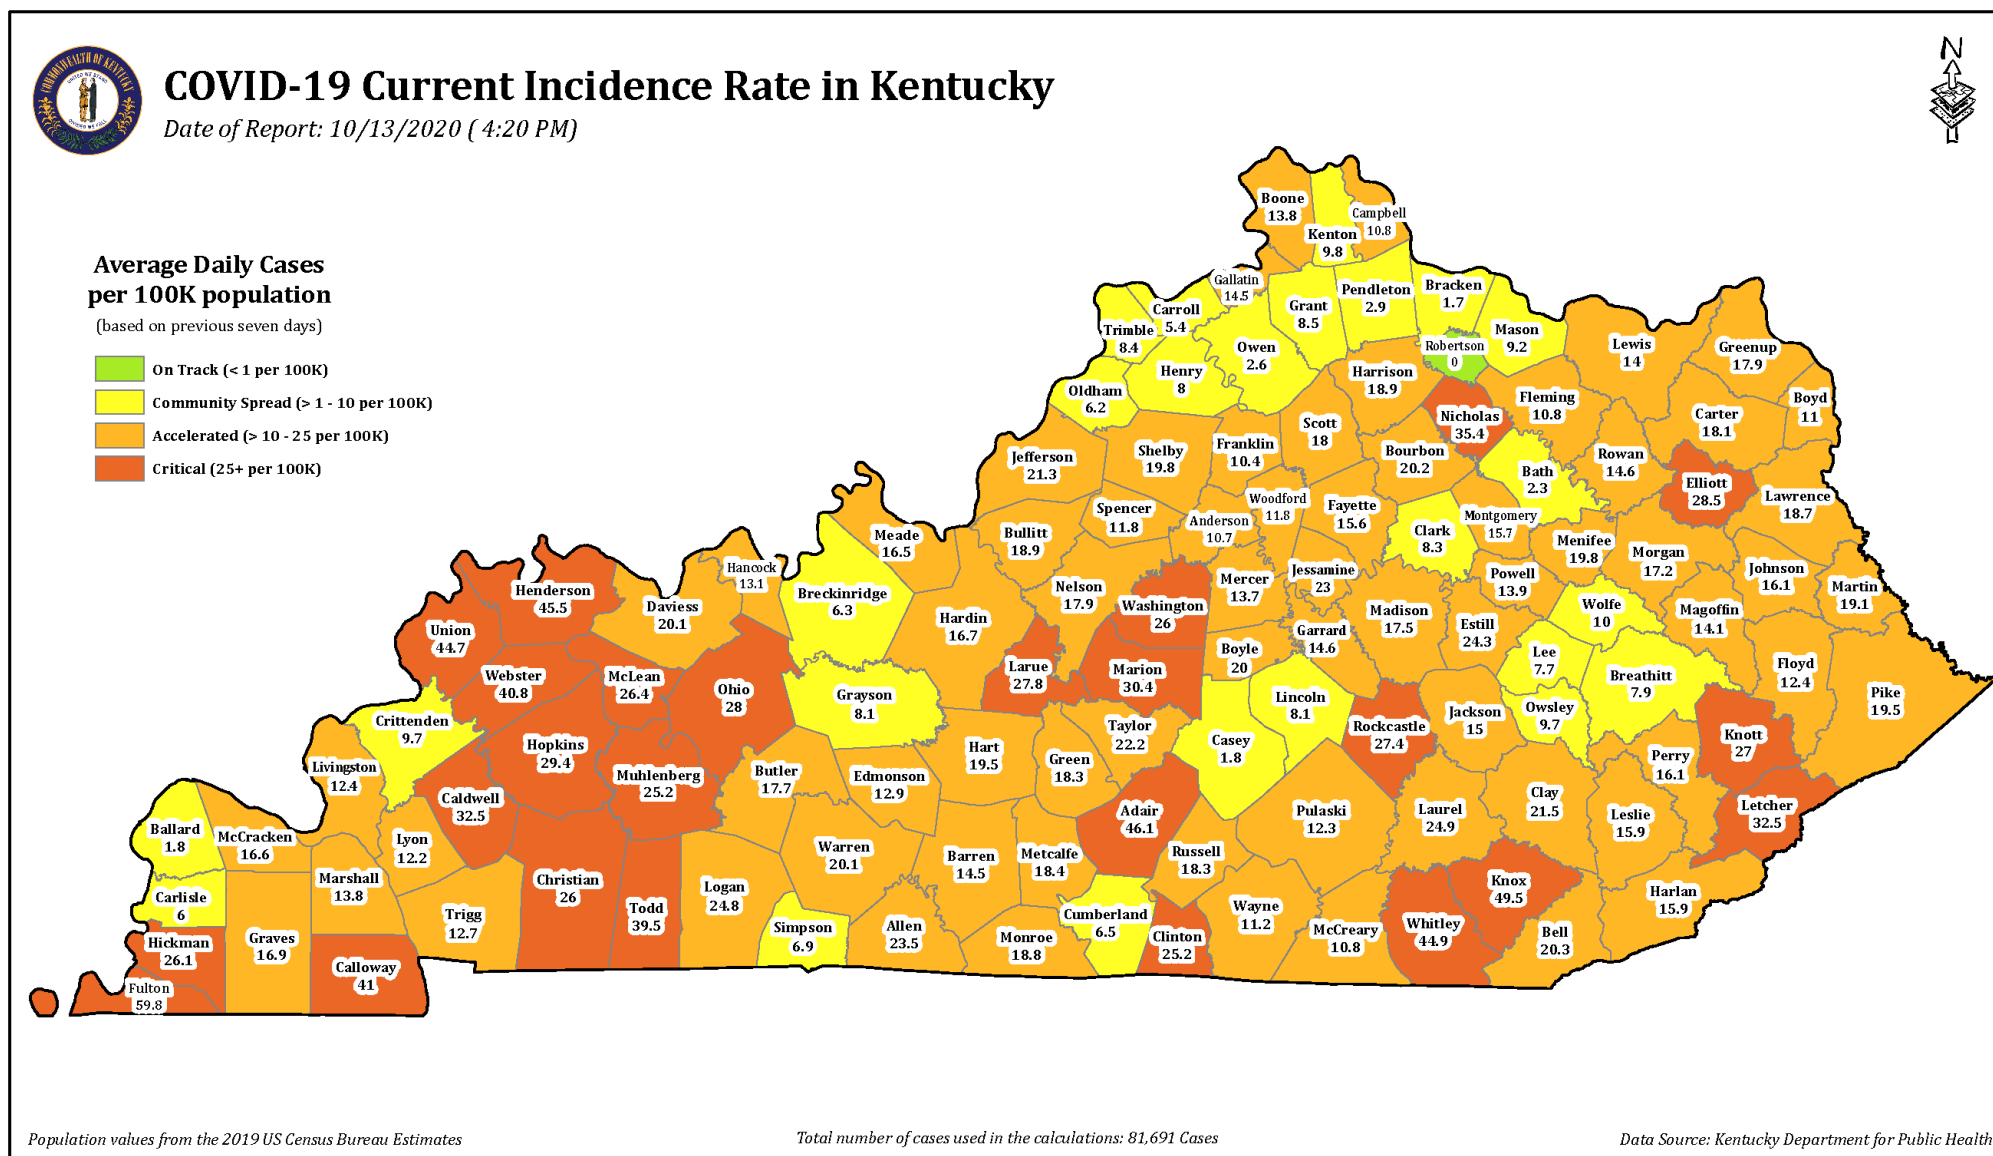 COVID-19 Current Incidence Rate in Kentucky
Date of Report: 10/13/2020 ( 4:20 PM)
N
COMMONWEALTH OF KENTUCKY
UNITED WE STAND
DIVIDED WE FALL
Average Daily Cases
per 100K population
(based on previous seven days)
On Track (< 1 per 100K)
Community Spread (> 1 - 10 per 100K)
Accelerated (> 10 - 25 per 100K)
Critical (25+ per 100K)
Boone
13.8
Kenton
9.8
Campbell
10.8
Gallatin
14.5
Grant
8.5
Pendleton
2.9
Bracken
1.7
Carroll
5.4
Trimble
8.4
Owen
2.6
Mason
9.2
Robertson
0
Lewis
14
Greenup
17.9
Henry
8
Oldham
6.2
Harrison
18.9
Nicholas
35.4
Fleming
10.8
Carter
18.1
Boyd
11
Jefferson
21.3
Shelby
19.8
Franklin
10.4
Scott
18
Bourbon
20.2
Bath
2.3
Rowan
14.6
Elliott
28.5
Lawrence
18.7
Meade
16.5
Bullitt
18.9
Spencer
11.8
Anderson
10.7
Woodford
11.8
Fayette
15.6
Clark
8.3
Montgomery
15.7
Menifee
19.8
Morgan
17.2
Johnson
16.1
Martin
19.1
Henderson
45.5
Daviess
20.1
Hancock
13.1
Breckinridge
6.3
Hardin
16.7
Nelson
17.9
Washington
26
Mercer
13.7
Jessamine
23
Madison
17.5
Powell
13.9
Estill
24.3
Wolfe
10
Magoffin
14.1
Union
44.7
Webster
40.8
McLean
26.4
Ohio
28
Grayson
8.1
Larue
27.8
Marion
30.4
Boyle
20
Garrard
14.6
Lincoln
8.1
Rockcastle
27.4
Jackson
15
Lee
7.7
Owsley
9.7
Breathitt
7.9
Floyd
12.4
Pike
19.5
Knott
27
Crittenden
9.7
Hopkins
29.4
Muhlenberg
25.2
Butler
17.7
Edmonson
12.9
Hart
19.5
Green
18.3
Taylor
22.2
Casey
1.8
Pulaski
12.3
Laurel
24.9
Clay
21.5
Perry
16.1
Leslie
15.9
Letcher
32.5
Livingston
12.4
Caldwell
32.5
Ballard
1.8
McCracken
16.6
Lyon
12.2
Warren
20.1
Barren
14.5
Metcalfe
18.4
Adair
46.1
Russell
18.3
Carlisle
6
Marshall
13.8
Christian
26
Todd
39.5
Logan
24.8
Simpson
6.9
Allen
23.5
Monroe
18.8
Cumberland
6.5
Clinton
25.2
Wayne
11.2
McCreary
10.8
Whitley
44.9
Knox
49.5
Bell
20.3
Harlan
15.9
Hickman
26.1
Graves
16.9
Calloway
41
Trigg
12.7
Fulton
59.8
Population values from the 2019 US Census Bureau Estimates
Total number of cases used in the calculations: 81,691 Cases
Data Source: Kentucky Department for Public Health